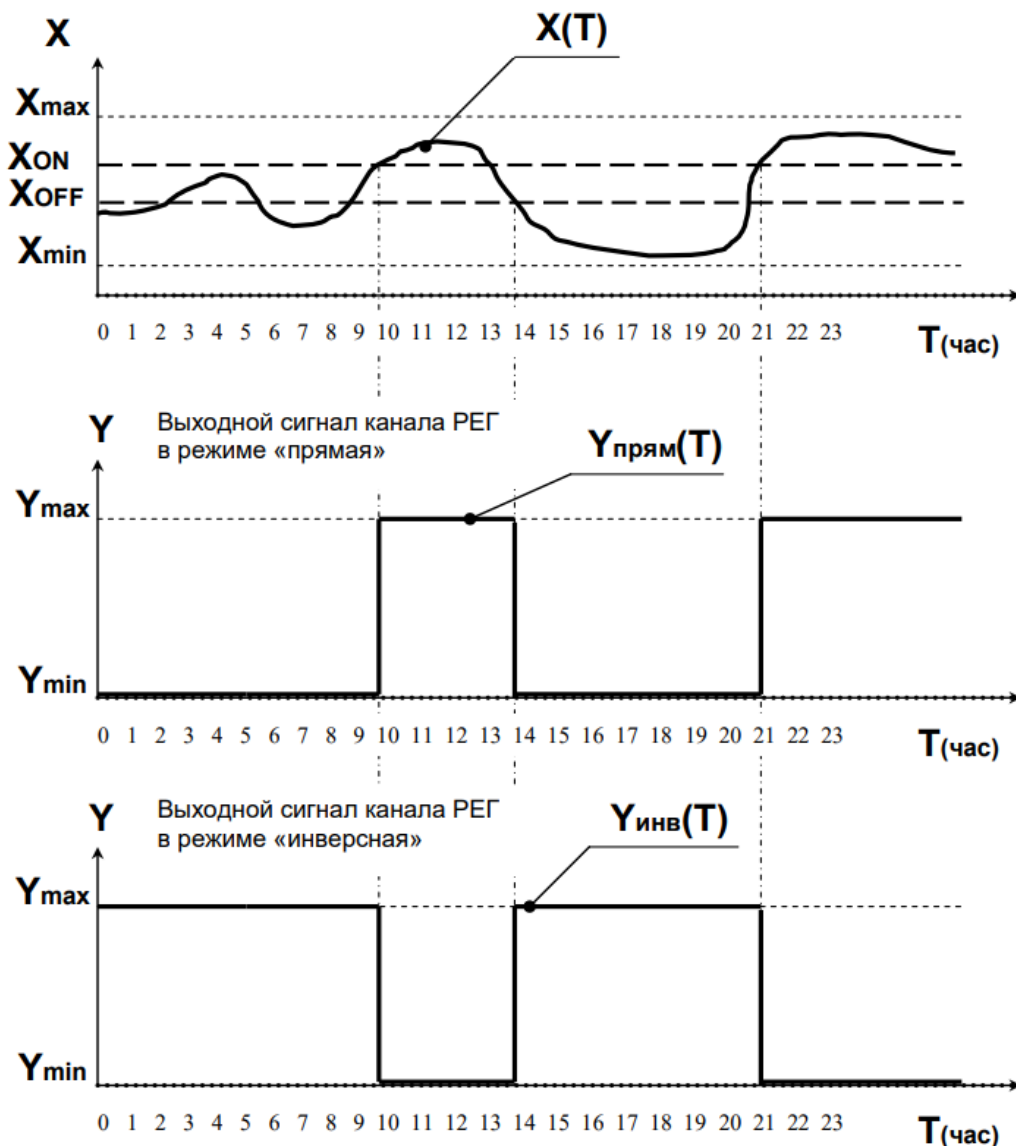 X
X(T)
Xmax
XON
XOFF
Xmin
0 1 2 3 4 5 6 7 8 9 10 11 12 13 14 15 16 17 18 19 20 21 22 23
T(час)
Y
Выходной сигнал канала РЕГ
в режиме «прямая»
Yпрям(T)
Ymax
Ymin
0 1 2 3 4 5 6 7 8 9 10 11 12 13 14 15 16 17 18 19 20 21 22 23
T(час)
Y
Выходной сигнал канала РЕГ
в режиме «инверсная»
Yинв(T)
Ymax
Ymin
0 1 2 3 4 5 6 7 8 9 10 11 12 13 14 15 16 17 18 19 20 21 22 23
T(час)